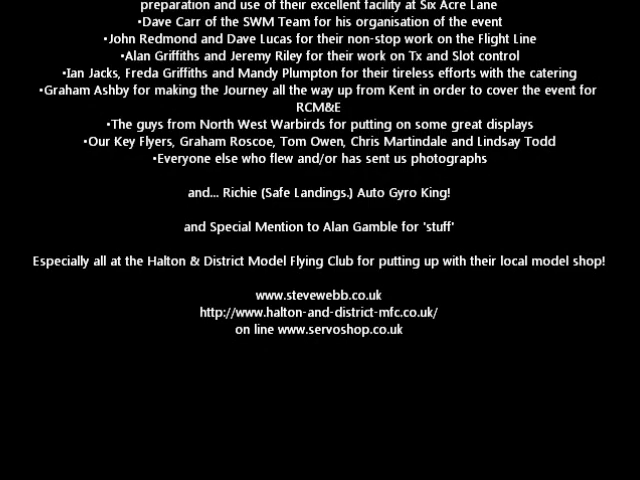 preparation and use of their excellent facility at Six Acre Lane
•Dave Carr of the SWM Team for his organisation of the event
•John Redmond and Dave Lucas for their non-stop work on the Flight Line
•Alan Griffiths and Jeremy Riley for their work on Tx and Slot control
•Ian Jacks, Freda Griffiths and Mandy Plumpton for their tireless efforts with the catering
•Graham Ashby for making the Journey all the way up from Kent in order to cover the event for
RCM&E
•The guys from North West Warbirds for putting on some great displays
•Our Key Flyers, Graham Roscoe, Tom Owen, Chris Martindale and Lindsay Todd
•Everyone else who flew and/or has sent us photographs
and... Richie (Safe Landings.) Auto Gyro King!
and Special Mention to Alan Gamble for 'stuff'
Especially all at the Halton & District Model Flying Club for putting up with their local model shop!
www.stevewebb.co.uk
http://www.halton-and-district-mfc.co.uk/
on line www.servoshop.co.uk